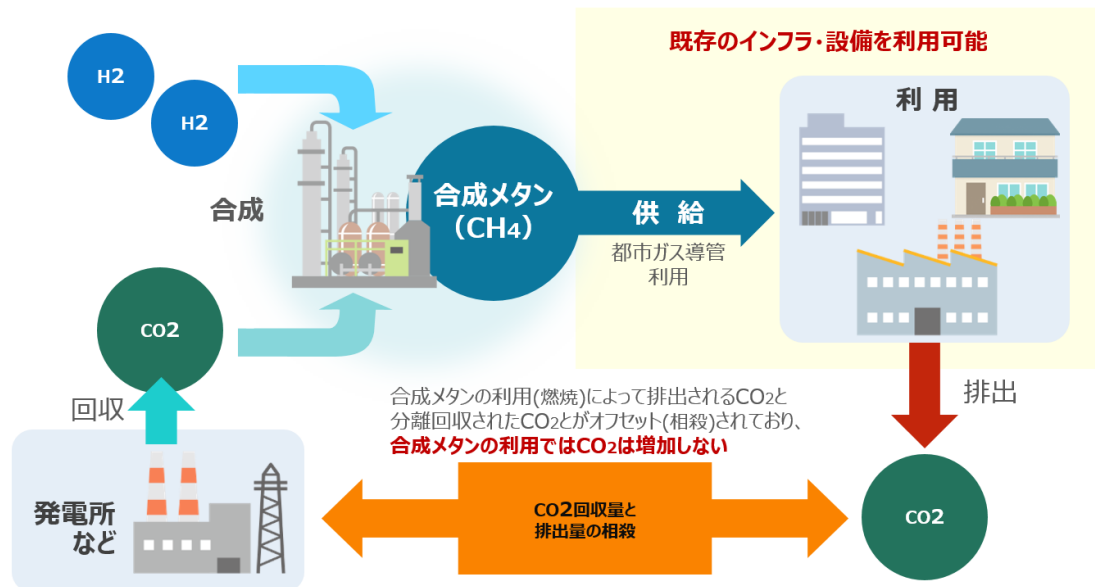 既存のインフラ・設備を利用可能
H2
H2
合成
合成メタン
（CH4）
供 給
都市ガス導管
利用
利 用
CO2
回収
発電所
など
排出
合成メタンの利用(燃焼)によって排出されるCO2と
分離回収されたCO2とがオフセット(相殺)されており、
合成メタンの利用ではCO2は増加しない
CO2回収量と
排出量の相殺
CO2